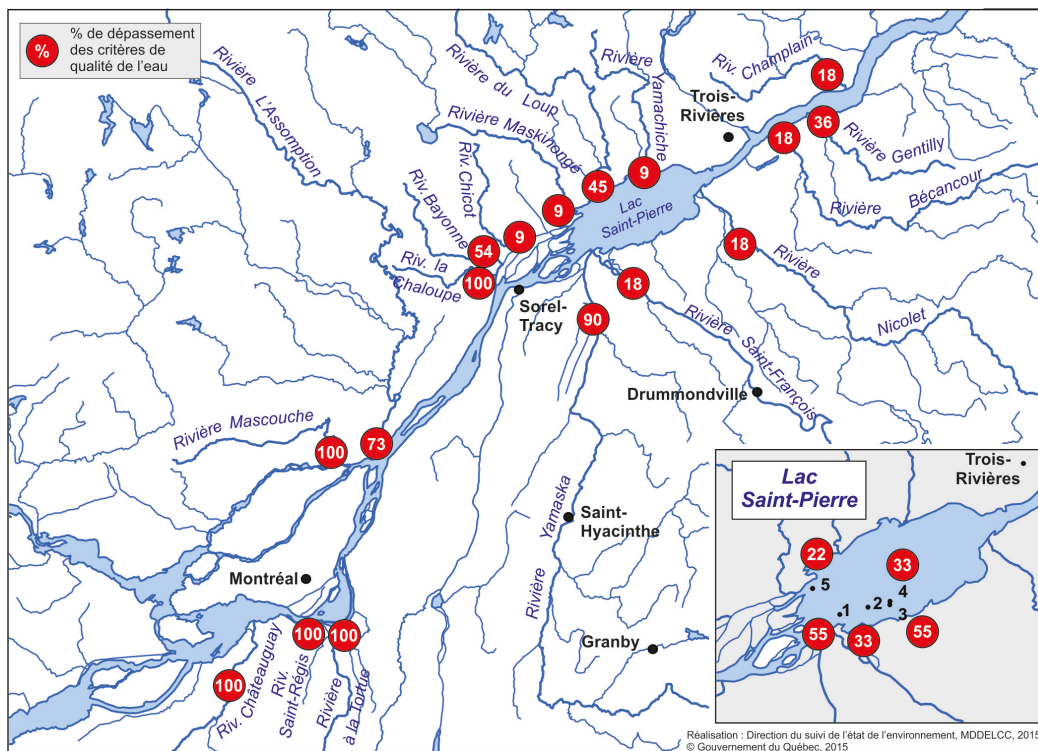 %
% de dépassement
des critères de
qualité de l'eau
Rivière
L'Assomption
Rivière du Loup
Rivière Maskinongé
Rivière Yamachiche
Riv. Champlain
18
Trois-
Rivières
36
18
Rivière Gentilly
Rivière Bécancour
9
45
9
Lac
Saint-Pierre
Riv. Chicot
Riv. Bayonne
9
54
Riv. la
Chaloupe
100
Sorel-
Tracy
18
Rivière
Nicolet
18
Rivière Saint-François
90
Drummondville
Rivière Mascouche
100
73
Rivière Yamaska
Saint-
Hyacinthe
Montréal
Granby
100
100
100
Riv. Châteauguay
Riv.
Saint-Régis
Rivière
à la Tortue
Lac
Saint-Pierre
Trois-
Rivières
22
33
5
4
1
2
3
55
33
55
Réalisation : Direction du suivi de l'état de l'environnement, MDDELCC, 2015
© Gouvernement du Québec, 2015